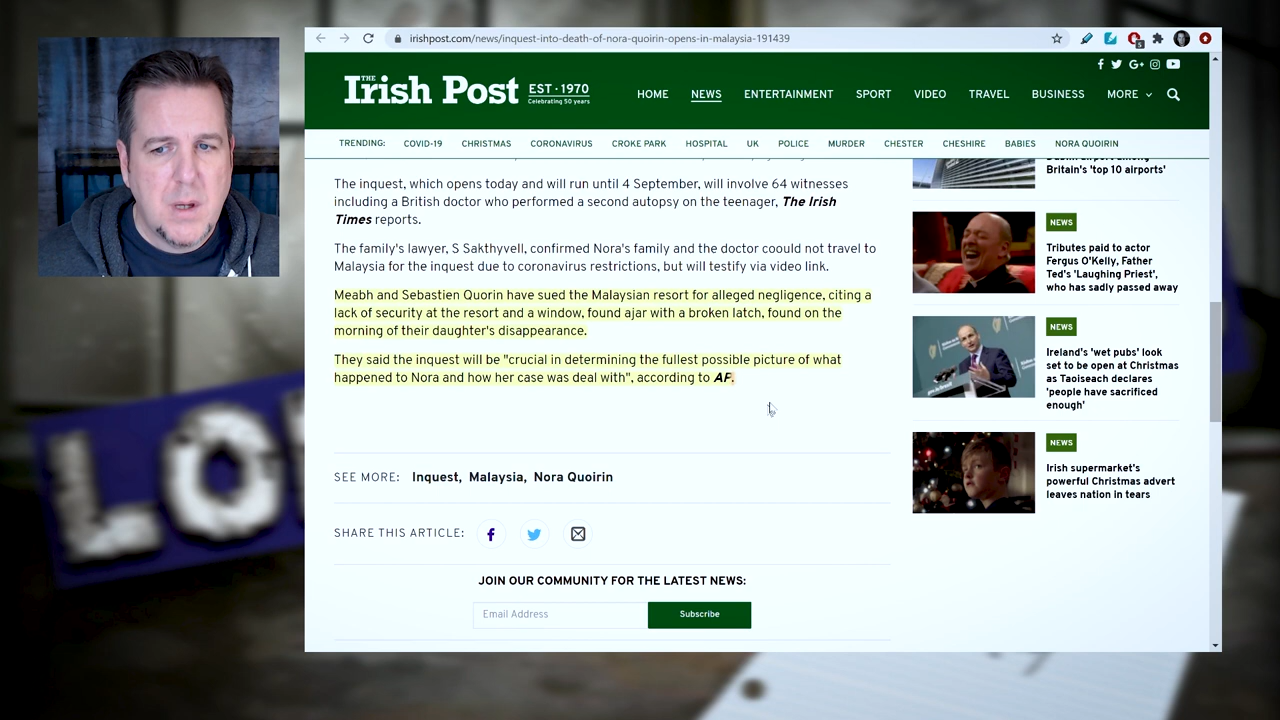 irishpost.com/news/inquest-into-death-of-nora-quoirin-opens-in-malaysia-191439
THE
Irish Post
EST · 1970
Celebrating 50 years
HOME
NEWS
ENTERTAINMENT
SPORT
VIDEO
TRAVEL
BUSINESS
MORE
TRENDING:
COVID-19
CHRISTMAS
CORONAVIRUS
CROKE PARK
HOSPITAL
UK
POLICE
MURDER
CHESTER
CHESHIRE
BABIES
NORA QUOIRIN
The inquest, which opens today and will run until 4 September, will involve 64 witnesses
including a British doctor who performed a second autopsy on the teenager, The Irish
Times reports.
The family's lawyer, S Sakthyvell, confirmed Nora's family and the doctor coould not travel to
Malaysia for the inquest due to coronavirus restrictions, but will testify via video link.
Meabh and Sebastien Quorin have sued the Malaysian resort for alleged negligence, citing a
lack of security at the resort and a window, found ajar with a broken latch, found on the
morning of their daughter's disappearance.
They said the inquest will be "crucial in determining the fullest possible picture of what
happened to Nora and how her case was deal with", according to AP.
SEE MORE: Inquest, Malaysia, Nora Quoirin
SHARE THIS ARTICLE:
JOIN OUR COMMUNITY FOR THE LATEST NEWS:
Email Address
Subscribe
Dublin airport among
Britain's 'top 10 airports'
NEWS
Tributes paid to actor
Fergus O'Kelly, Father
Ted's 'Laughing Priest',
who has sadly passed away
NEWS
Ireland's 'wet pubs' look
set to be open at Christmas
as Taoiseach declares
'people have sacrificed
enough'
NEWS
Irish supermarket's
powerful Christmas advert
leaves nation in tears
LO